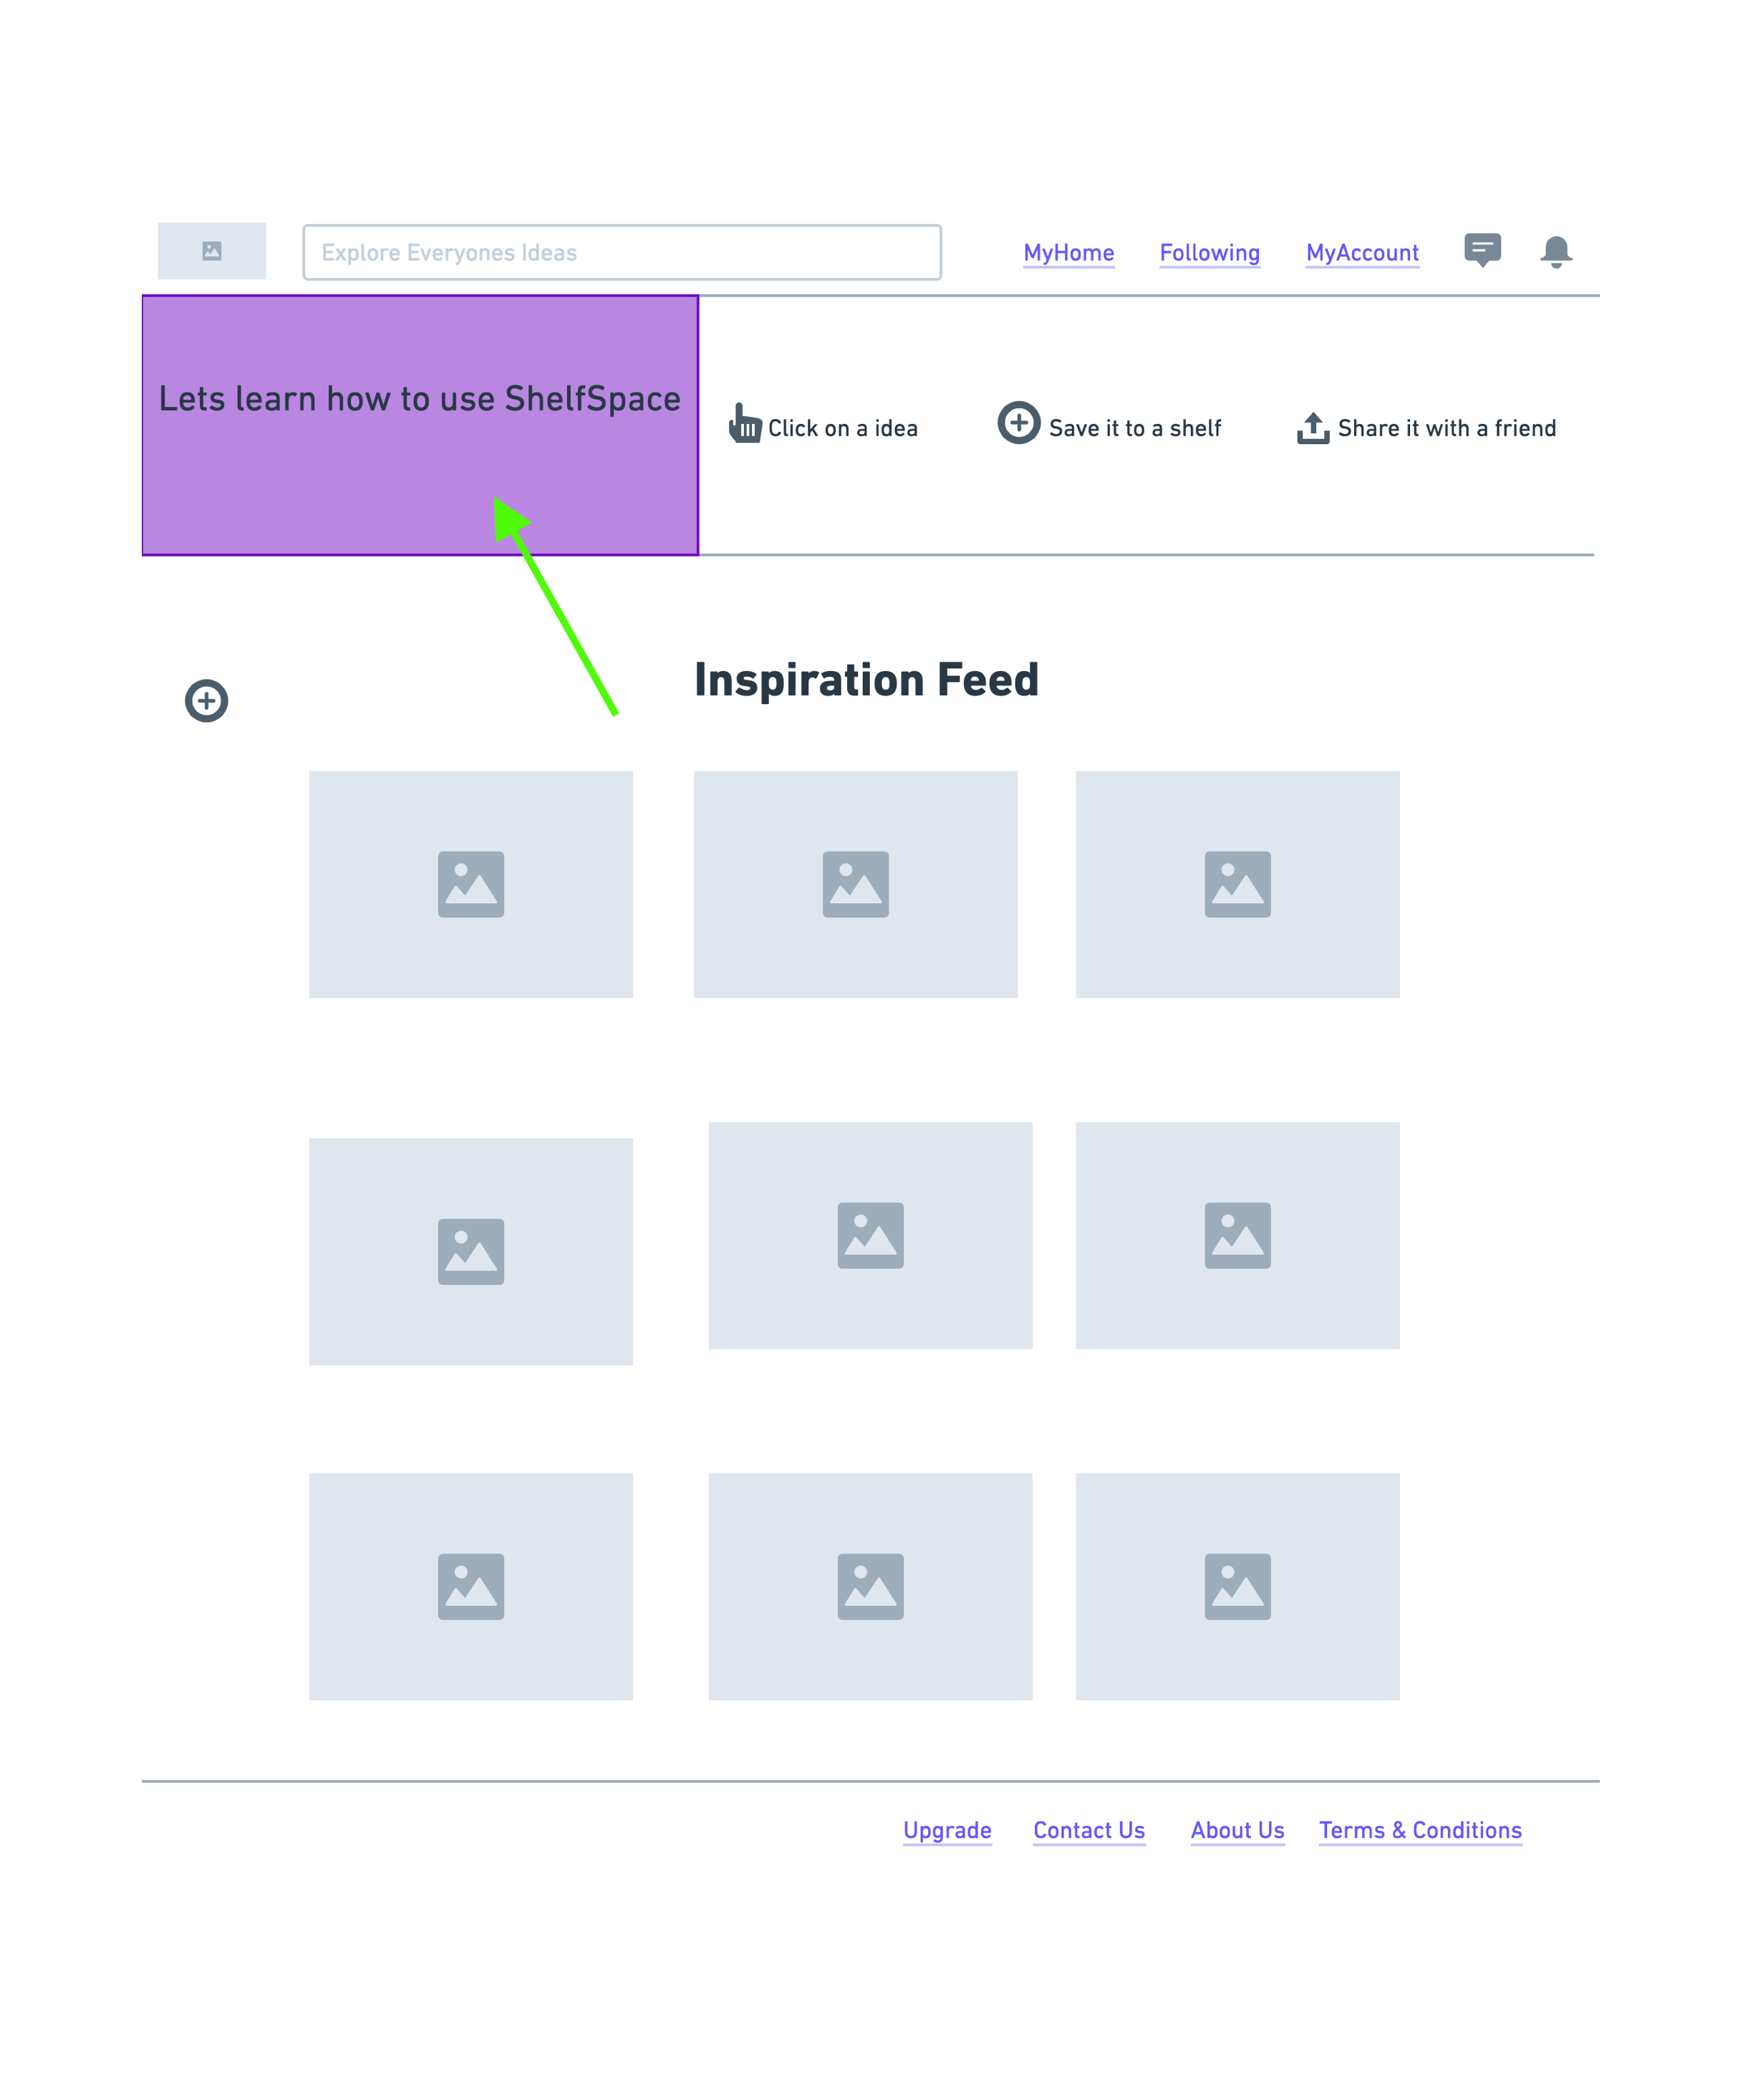 Explore Everyones Ideas
MyHome Following MyAccount
Lets learn how to use ShelfSpace
Click on a idea Save it to a shelf Share it with a friend
Inspiration Feed
Upgrade Contact Us About Us Terms & Conditions